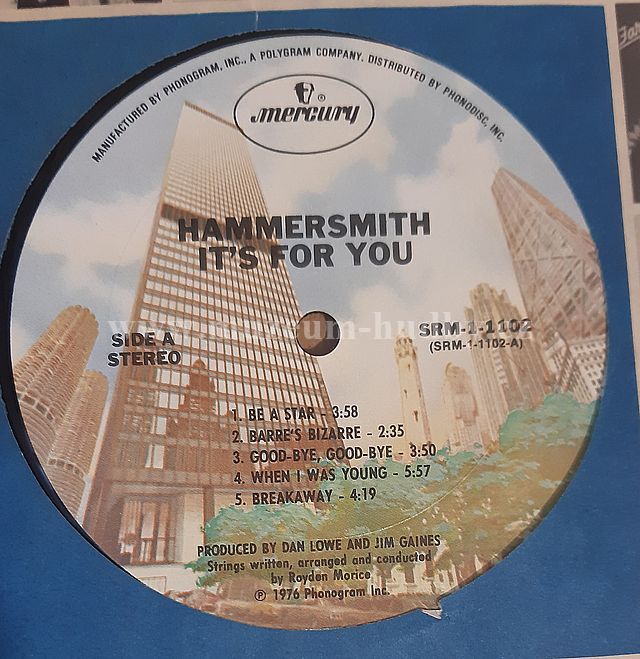 MANUFACTURED BY PHONOGRAM, INC., A POLYGRAM COMPANY. DISTRIBUTED BY PHONODISC, INC.
mercury ®
HAMMERSMITH
IT'S FOR YOU
SIDE A
STEREO
SRM-1-1102
(SRM-1-1102-A)
1. BE A STAR - 3:58
2. BARRE'S BIZARRE - 2:35
3. GOOD-BYE, GOOD-BYE - 3:50
4. WHEN I WAS YOUNG - 5:57
5. BREAKAWAY - 4:19
PRODUCED BY DAN LOWE AND JIM GAINES
Strings written, arranged and conducted
by Royden Morice
℗ 1976 Phonogram Inc.